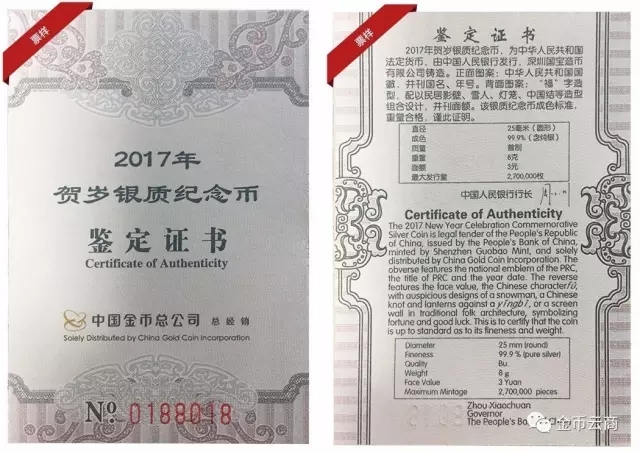 票样
2017年
贺岁银质纪念币
鉴定证书
Certificate of Authenticity
中国金币总公司 总经销
Solely Distributed by China Gold Coin Incorporation
No 0188018
票样
鉴定证书
2017年贺岁银质纪念币，为中华人民共和国
法定货币，由中国人民银行发行，深圳国宝造币
有限公司铸造。正面图案：中华人民共和国国
徽，并刊国名、年号。背面图案：“福”字造
型，配以民居影壁、雪人、灯笼、中国结等造型
组合设计，并刊面额。该银质纪念币成色标准，
重量合格，谨此证明。
直径 25毫米（圆形）
成色 99.9%（含纯银）
质量 普制
重量 8克
面额 3元
最大发行量 2,700,000枚
中国人民银行行长
Certificate of Authenticity
The 2017 New Year Celebration Commemorative
Silver Coin is legal tender of the People's Republic
of China, issued by the People's Bank of China,
minted by Shenzhen Guobao Mint, and solely
distributed by China Gold Coin Incorporation. The
obverse features the national emblem of the PRC,
the title of PRC and the year date. The reverse
features the face value, the Chinese character fú,
with auspicious designs of a snowman, a Chinese
knot and lanterns against a yǐngbì, or a screen
wall in traditional folk architecture, symbolizing
fortune and good luck. This is to certify that the coin
is up to standard as to its fineness and weight.
Diameter 25 mm (round)
Fineness 99.9 % (pure silver)
Quality Bu.
Weight 8 g
Face Value 3 Yuan
Maximum Mintage 2,700,000 pieces
Zhou Xiaochuan
Governor
The People's Bank
金币云商